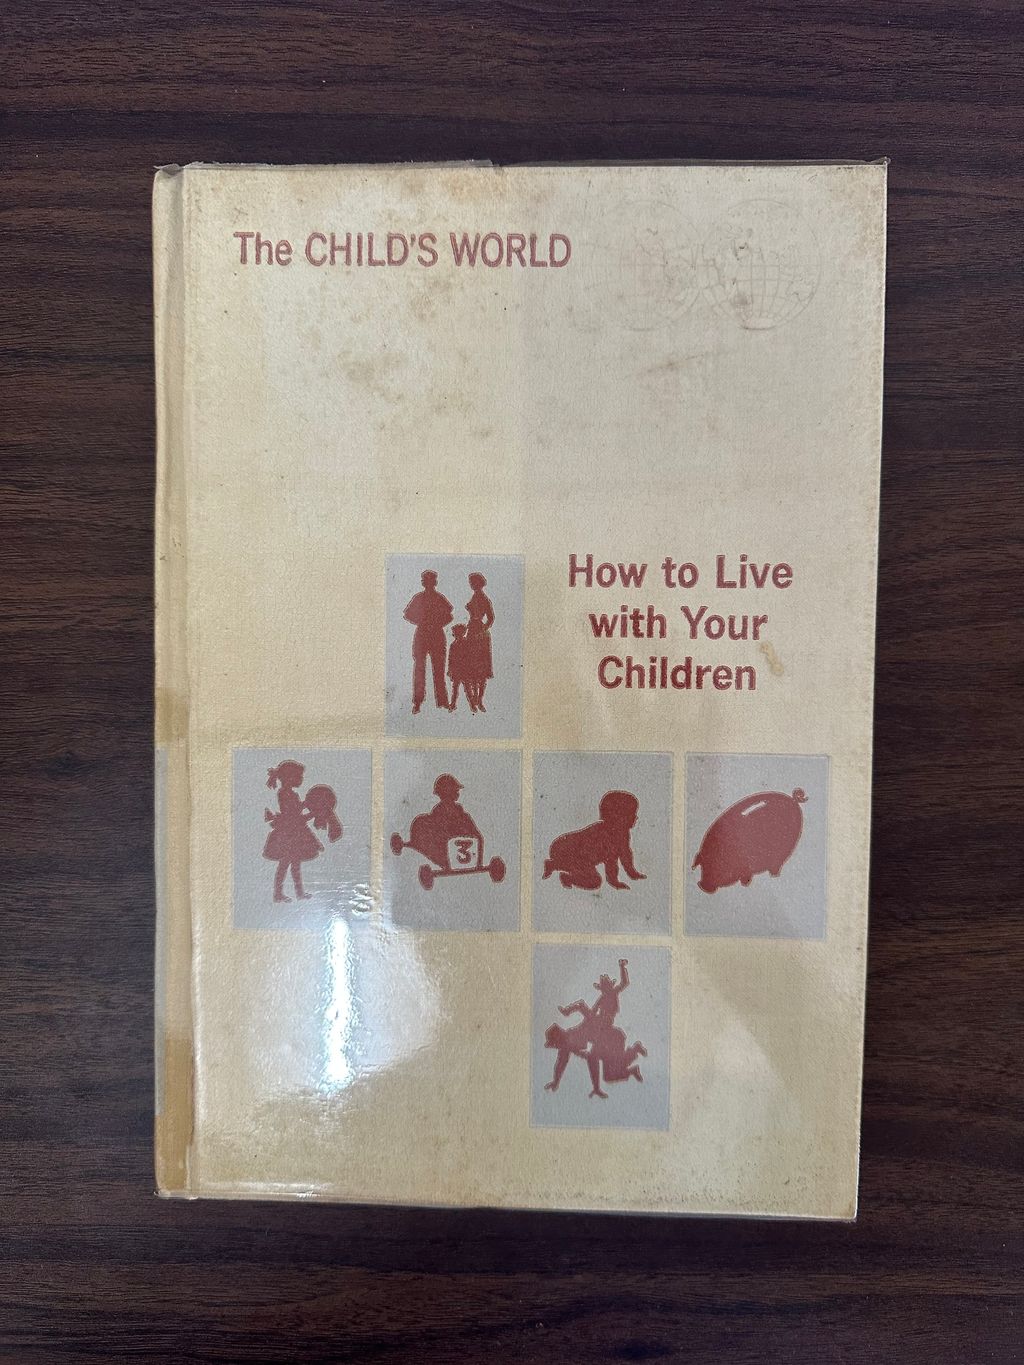 The CHILD'S WORLD
How to Live
with Your
Children
3